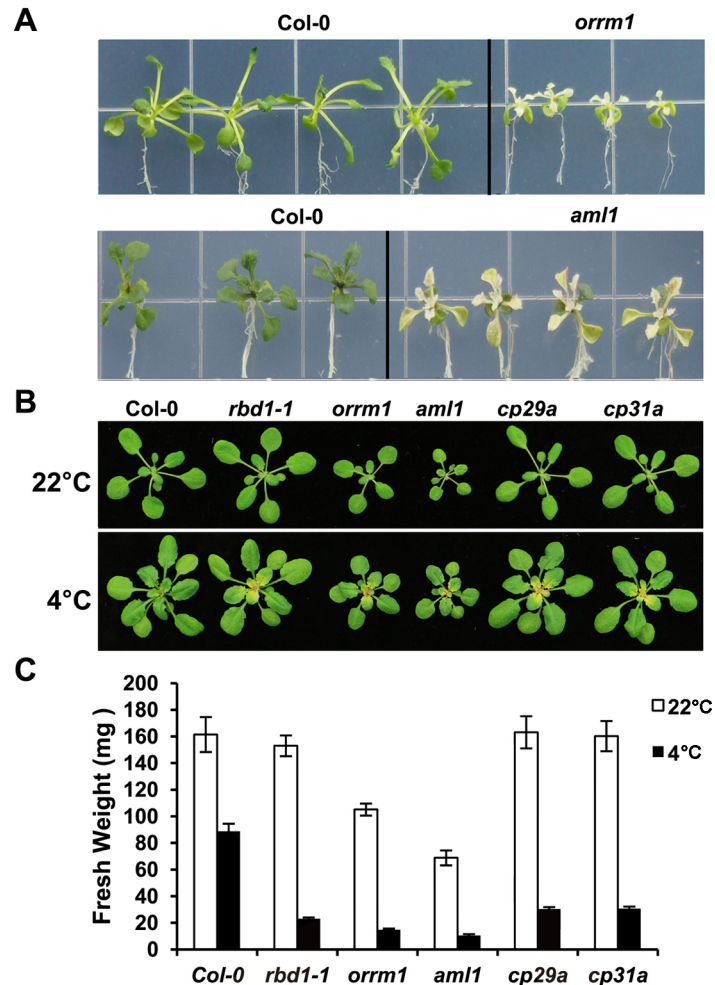 A
Col-0 orrm1
Col-0 aml1
B
Col-0 rbd1-1 orrm1 aml1 cp29a cp31a
22°C
4°C
C
Fresh Weight (mg )
200
180
160
140
120
100
80
60
40
20
0
22°C
4°C
Col-0 rbd1-1 orrm1 aml1 cp29a cp31a